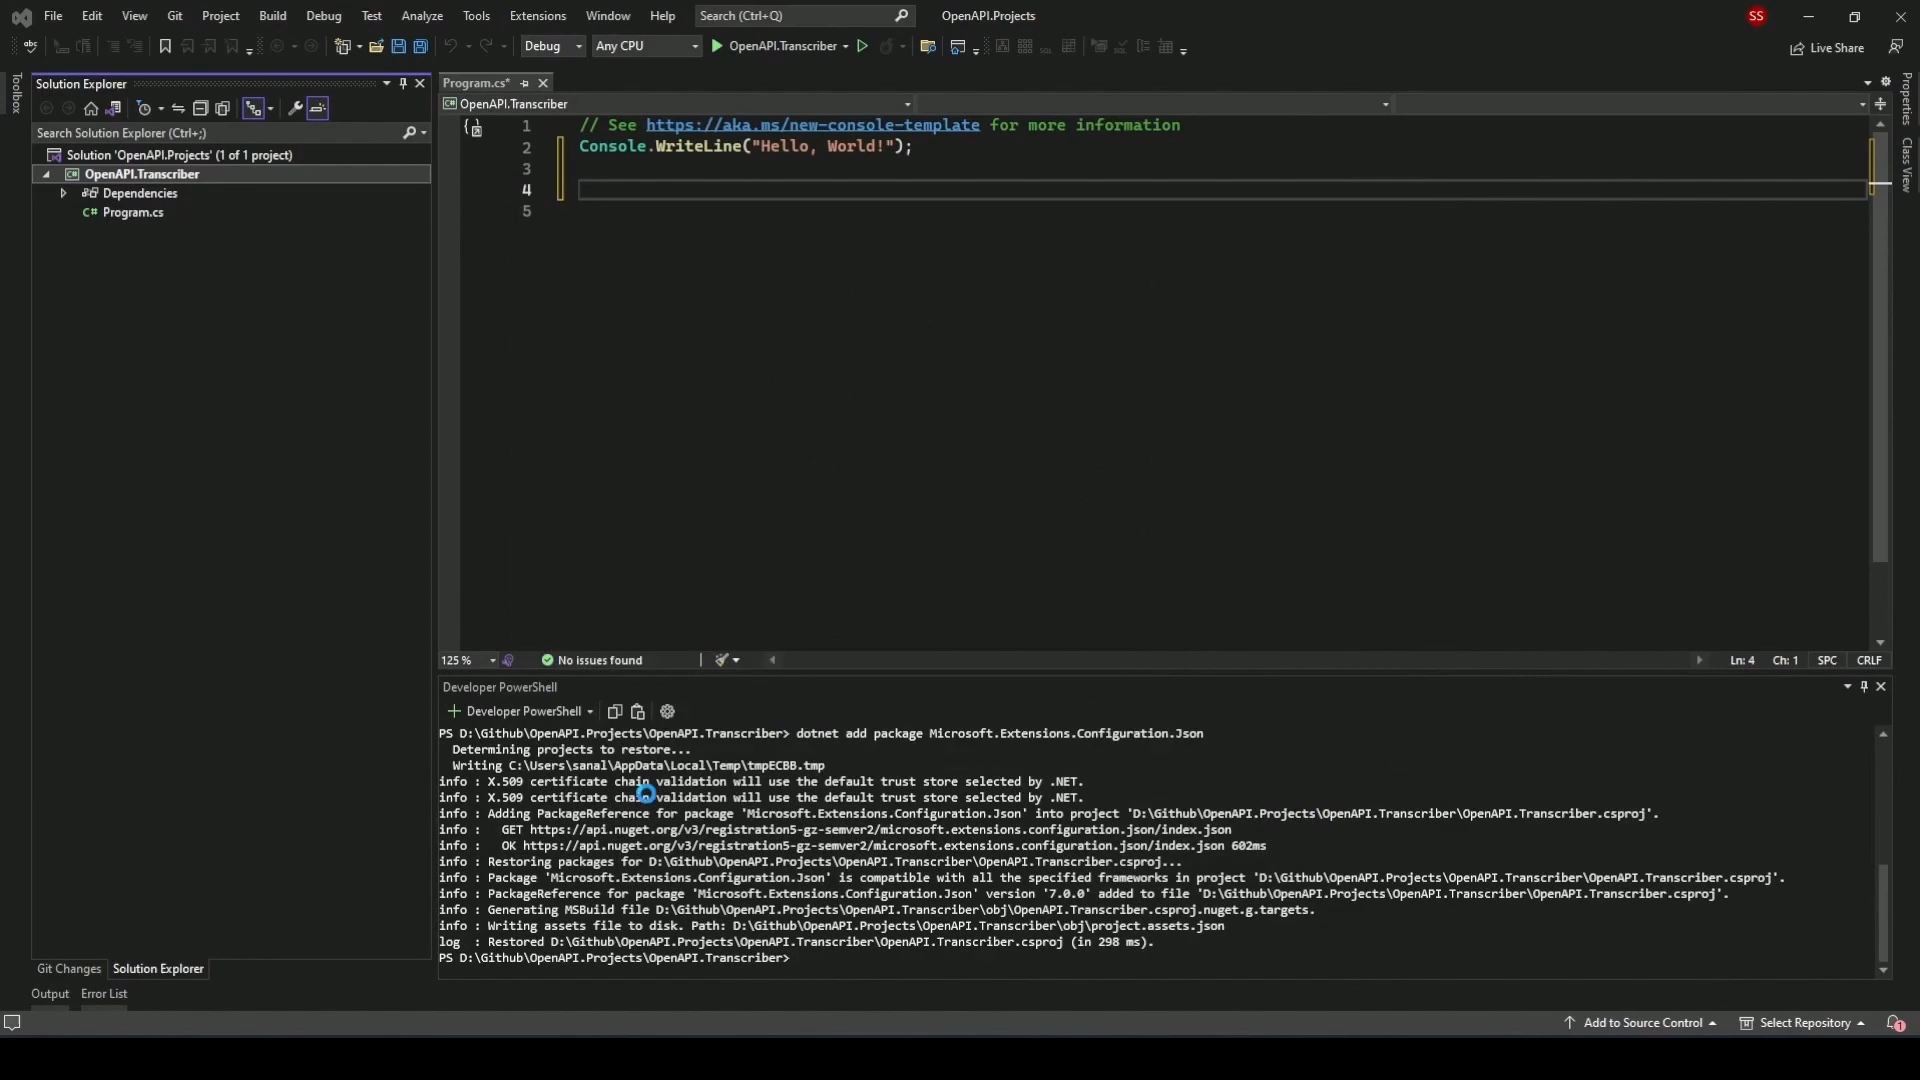 File Edit View Git Project Build Debug Test Analyze Tools Extensions Window Help Search (Ctrl+Q) OpenAPI.Projects SS
Debug Any CPU OpenAPI.Transcriber Live Share
Toolbox
Solution Explorer
Search Solution Explorer (Ctrl+;)
Solution 'OpenAPI.Projects' (1 of 1 project)
OpenAPI.Transcriber
Dependencies
C# Program.cs
Program.cs*
OpenAPI.Transcriber
1 // See https://aka.ms/new-console-template for more information
2 Console.WriteLine("Hello, World!");
3
4
5
Properties
Class View
125 % No issues found Ln: 4 Ch: 1 SPC CRLF
Developer PowerShell
Developer PowerShell
PS D:\Github\OpenAPI.Projects\OpenAPI.Transcriber> dotnet add package Microsoft.Extensions.Configuration.Json
Determining projects to restore...
Writing C:\Users\sanal\AppData\Local\Temp\tmpECBB.tmp
info : X.509 certificate chain validation will use the default trust store selected by .NET.
info : X.509 certificate chain validation will use the default trust store selected by .NET.
info : Adding PackageReference for package 'Microsoft.Extensions.Configuration.Json' into project 'D:\Github\OpenAPI.Projects\OpenAPI.Transcriber\OpenAPI.Transcriber.csproj'.
info :   GET https://api.nuget.org/v3/registration5-gz-semver2/microsoft.extensions.configuration.json/index.json
info :   OK https://api.nuget.org/v3/registration5-gz-semver2/microsoft.extensions.configuration.json/index.json 602ms
info : Restoring packages for D:\Github\OpenAPI.Projects\OpenAPI.Transcriber\OpenAPI.Transcriber.csproj...
info : Package 'Microsoft.Extensions.Configuration.Json' is compatible with all the specified frameworks in project 'D:\Github\OpenAPI.Projects\OpenAPI.Transcriber\OpenAPI.Transcriber.csproj'.
info : PackageReference for package 'Microsoft.Extensions.Configuration.Json' version '7.0.0' added to file 'D:\Github\OpenAPI.Projects\OpenAPI.Transcriber\OpenAPI.Transcriber.csproj'.
info : Generating MSBuild file D:\Github\OpenAPI.Projects\OpenAPI.Transcriber\obj\OpenAPI.Transcriber.csproj.nuget.g.targets.
info : Writing assets file to disk. Path: D:\Github\OpenAPI.Projects\OpenAPI.Transcriber\obj\project.assets.json
log  : Restored D:\Github\OpenAPI.Projects\OpenAPI.Transcriber\OpenAPI.Transcriber.csproj (in 298 ms).
PS D:\Github\OpenAPI.Projects\OpenAPI.Transcriber>
Git Changes Solution Explorer
Output Error List
Add to Source Control Select Repository 1